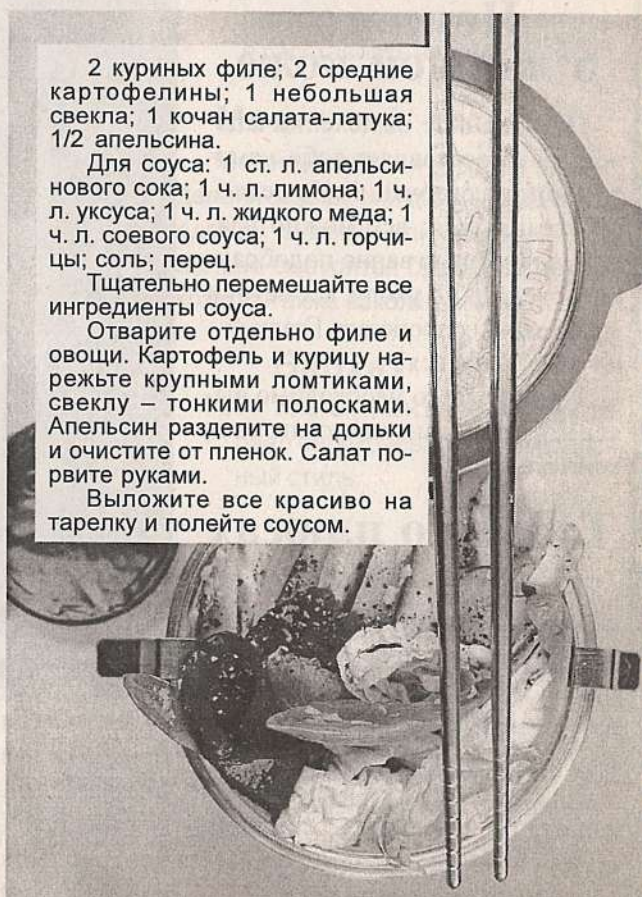 2 куриных филе; 2 средние
картофелины; 1 небольшая
свекла; 1 кочан салата-латука;
1/2 апельсина.
Для соуса: 1 ст. л. апельси-
нового сока; 1 ч. л. лимона; 1 ч.
л. уксуса; 1 ч. л. жидкого меда; 1
ч. л. соевого соуса; 1 ч. л. горчи-
цы; соль; перец.
Тщательно перемешайте все
ингредиенты соуса.
Отварите отдельно филе и
овощи. Картофель и курицу на-
режьте крупными ломтиками,
свеклу – тонкими полосками.
Апельсин разделите на дольки
и очистите от пленок. Салат по-
рвите руками.
Выложите все красиво на
тарелку и полейте соусом.